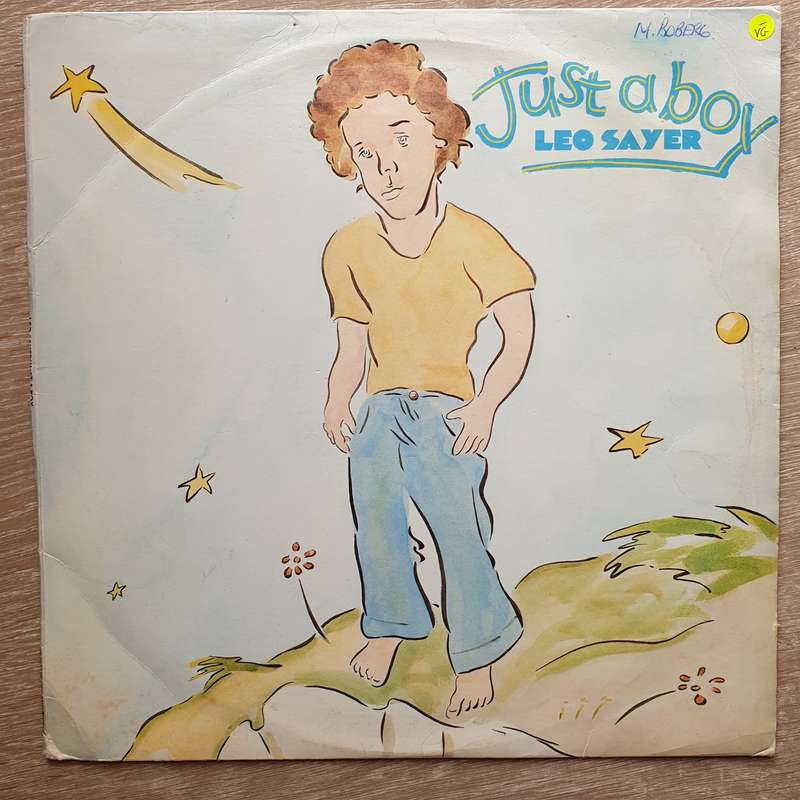 M. BOBERG
VG
Just a boy
LEO SAYER